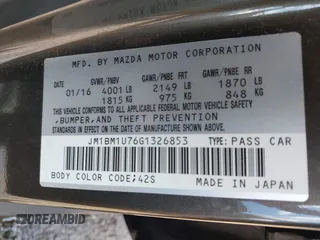 MFD. BY MAZDA MOTOR CORPORATION
GVWR/PNBV GAWR/PNBE FRT GAWR/PNBE RR
01/16 4001 LB 2149 LB 1870 LB
1815 KG 975 KG 848 KG
THIS VEHICLE CONFORMS TO ALL APPLICABLE FEDERAL MOTOR VEHICLE SAFETY
,BUMPER,AND THEFT PREVENTION
STANDARDS IN EFFECT ON THE DATE OF MANUFACTURE SHOWN ABOVE.
JM1BM1U76G1326853 TYPE: PASS CAR
BODY COLOR CODE;42S MADE IN JAPAN
DREAMBID